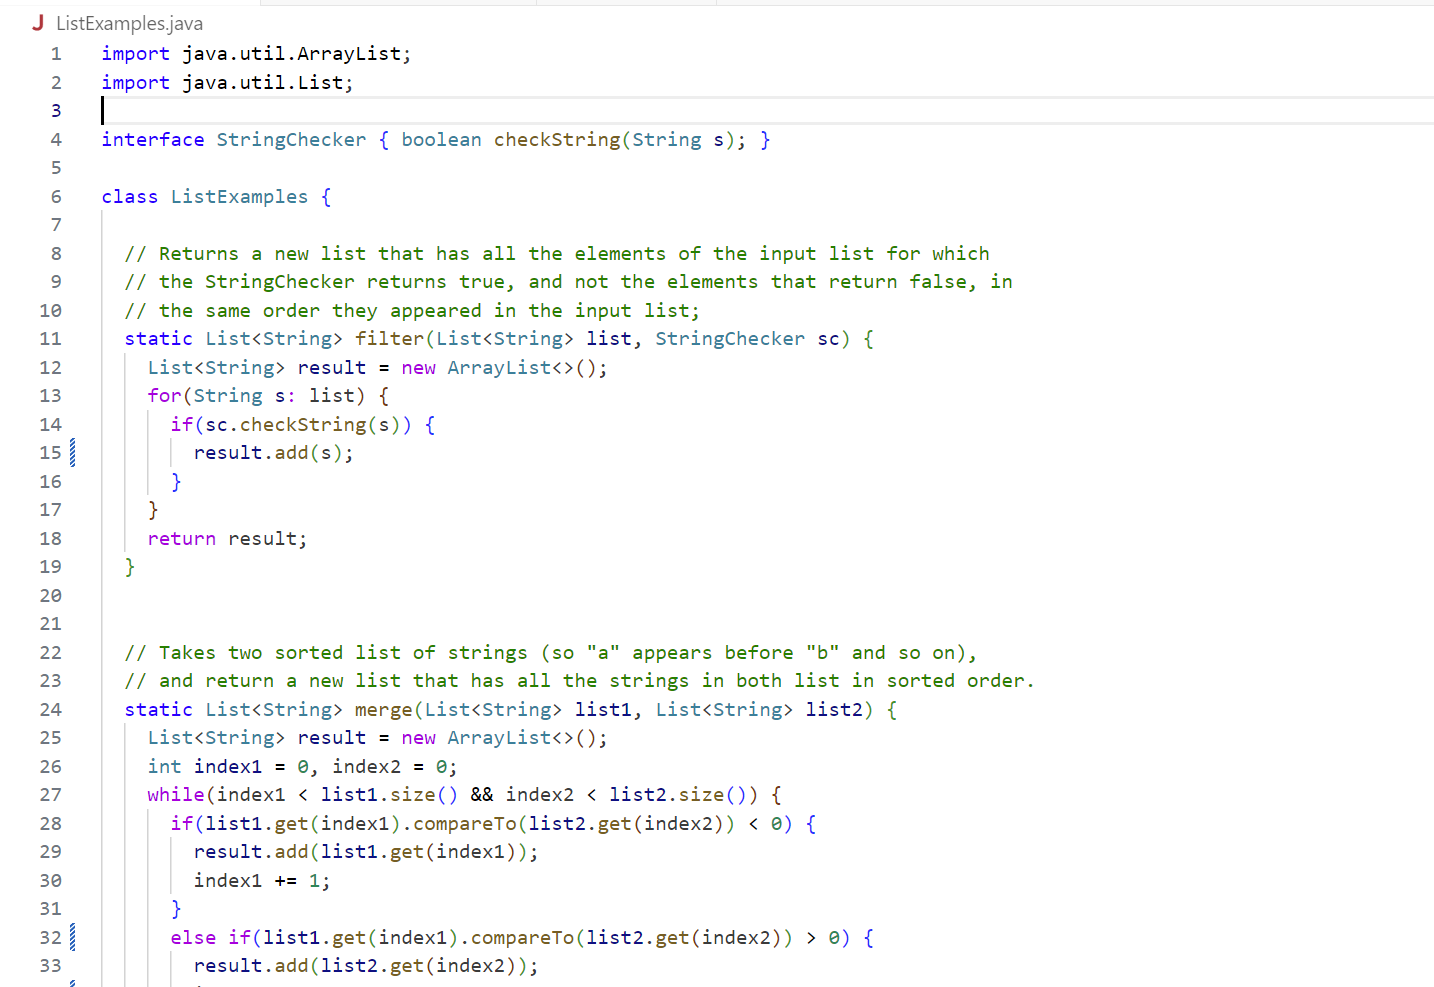 J ListExamples.java
1 import java.util.ArrayList;
2 import java.util.List;
3
4 interface StringChecker { boolean checkString(String s); }
5
6 class ListExamples {
7
8 // Returns a new list that has all the elements of the input list for which
9 // the StringChecker returns true, and not the elements that return false, in
10 // the same order they appeared in the input list;
11 static List<String> filter(List<String> list, StringChecker sc) {
12 List<String> result = new ArrayList<>();
13 for(String s: list) {
14 if(sc.checkString(s)) {
15 result.add(s);
16 }
17 }
18 return result;
19 }
20
21
22 // Takes two sorted list of strings (so "a" appears before "b" and so on),
23 // and return a new list that has all the strings in both list in sorted order.
24 static List<String> merge(List<String> list1, List<String> list2) {
25 List<String> result = new ArrayList<>();
26 int index1 = 0, index2 = 0;
27 while(index1 < list1.size() && index2 < list2.size()) {
28 if(list1.get(index1).compareTo(list2.get(index2)) < 0) {
29 result.add(list1.get(index1));
30 index1 += 1;
31 }
32 else if(list1.get(index1).compareTo(list2.get(index2)) > 0) {
33 result.add(list2.get(index2));